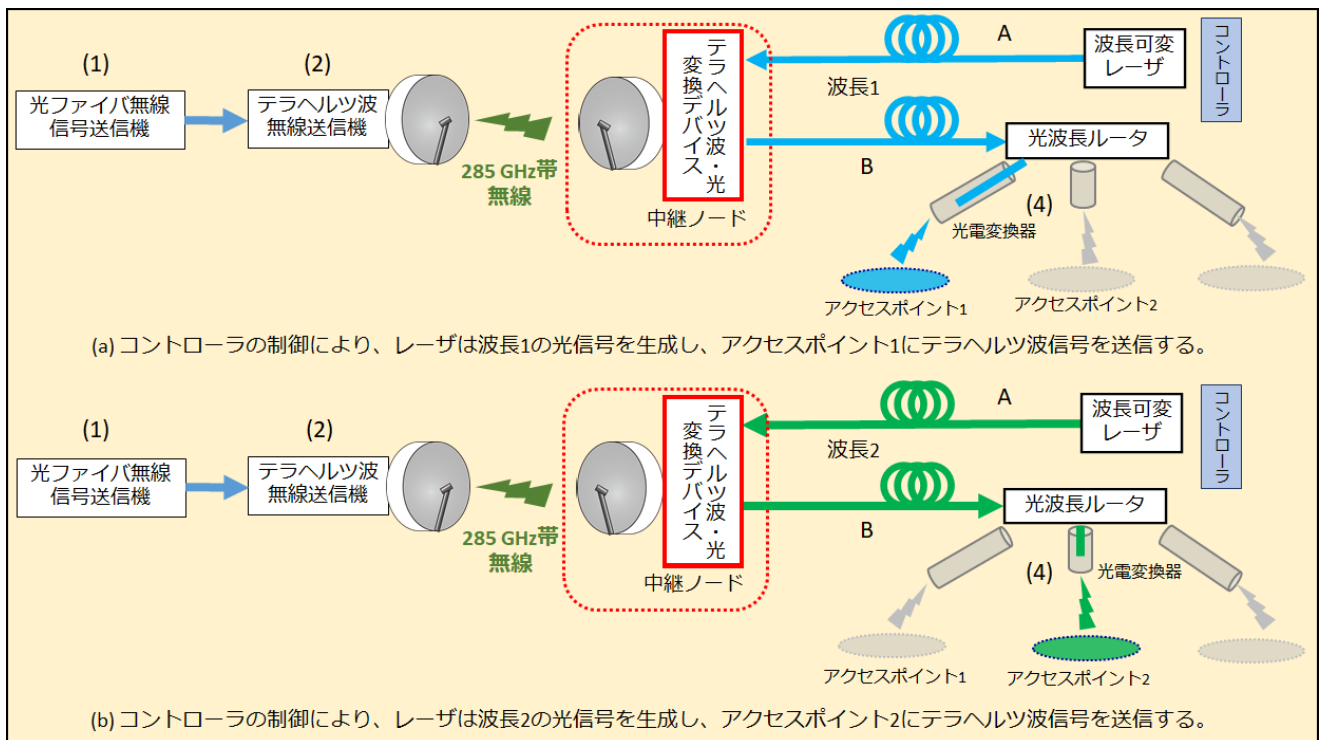 (1)
光ファイバ無線
信号送信機
(2)
テラヘルツ波
無線送信機
285 GHz帯
無線
テラヘルツ波・光
変換デバイス
中継ノード
A
波長1
B
波長可変
レーザ
コントローラ
光波長ルータ
(4)
光電変換器
アクセスポイント1
アクセスポイント2
(a) コントローラの制御により、レーザは波長1の光信号を生成し、アクセスポイント1にテラヘルツ波信号を送信する。
(1)
光ファイバ無線
信号送信機
(2)
テラヘルツ波
無線送信機
285 GHz帯
無線
テラヘルツ波・光
変換デバイス
中継ノード
A
波長2
B
波長可変
レーザ
コントローラ
光波長ルータ
(4)
光電変換器
アクセスポイント1
アクセスポイント2
(b) コントローラの制御により、レーザは波長2の光信号を生成し、アクセスポイント2にテラヘルツ波信号を送信する。